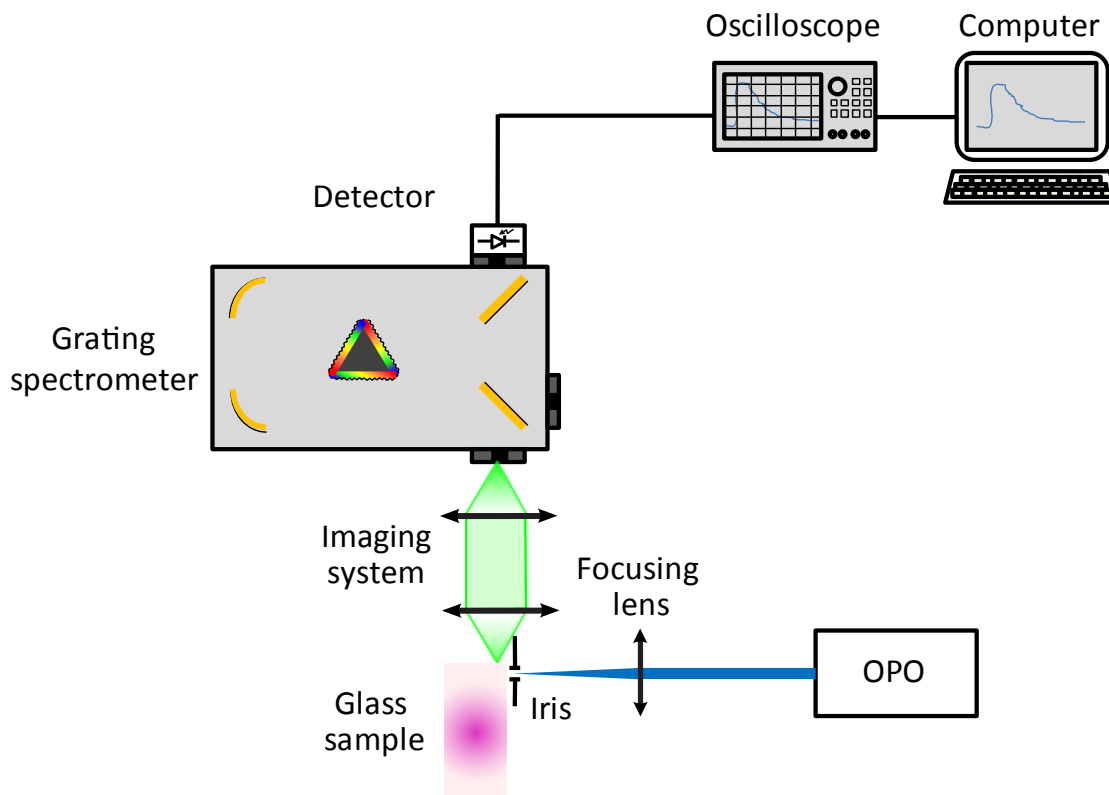 Oscilloscope
Computer
Detector
Grating
spectrometer
Imaging
system
Focusing
lens
OPO
Iris
Glass
sample